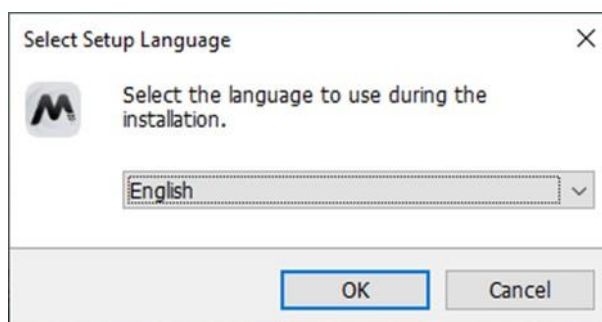 Select Setup Language
Select the language to use during the
installation.
English
OK
Cancel